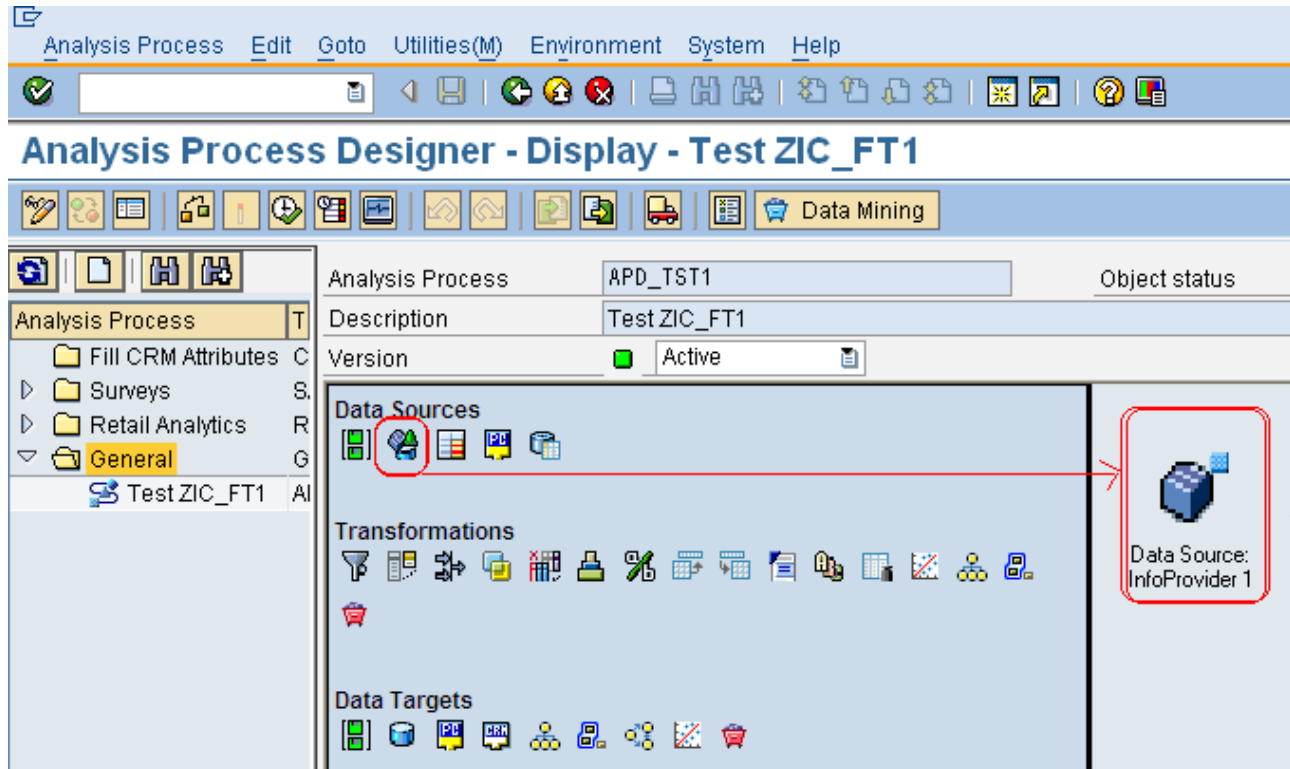 Analysis Process Edit Goto Utilities(M) Environment System Help
Analysis Process Designer - Display - Test ZIC_FT1
Data Mining
Analysis Process APD_TST1 Object status
Analysis Process T
Description Test ZIC_FT1
Fill CRM Attributes C
Version Active
Surveys S.
Retail Analytics R
General G
Test ZIC_FT1 Al
Data Sources
Transformations
Data Source:
InfoProvider 1
Data Targets